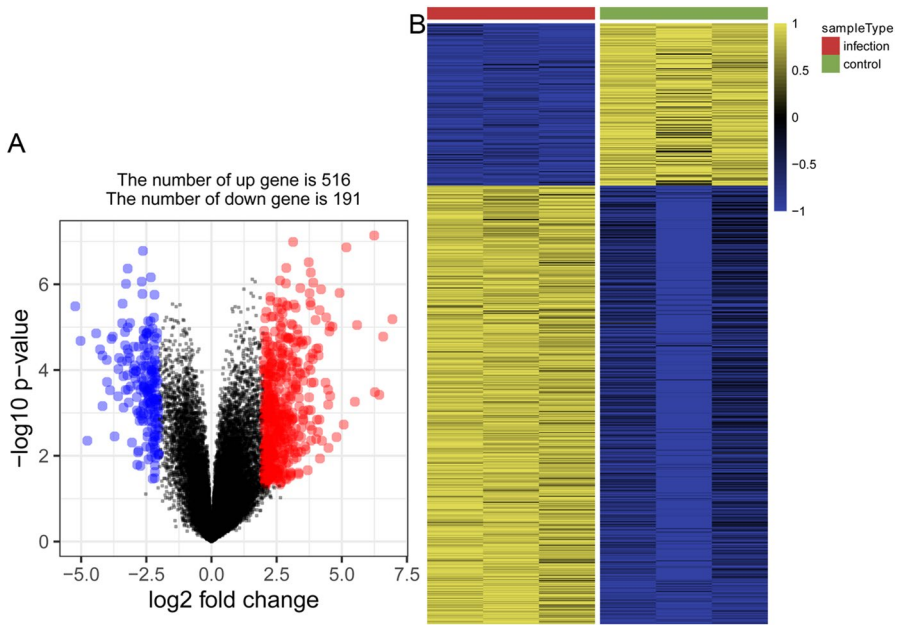 A
The number of up gene is 516
The number of down gene is 191
−log10 p−value
6
4
2
0
−5.0 −2.5 0.0 2.5 5.0 7.5
log2 fold change
B
1
0.5
0
−0.5
−1
sampleType
infection
control